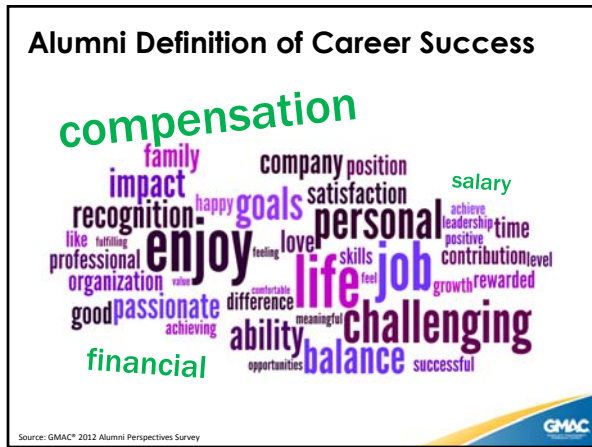 Alumni Definition of Career Success
compensation
family company position
impact salary
happy goals satisfaction achieve
recognition personal leadership time
like fulfilling enjoy feeling love positive
professional skills job contribution level
organization value life feel growth rewarded
comfortable
good passionate difference meaningful challenging
achieving ability
financial opportunities balance successful
Source: GMAC® 2012 Alumni Perspectives Survey
GMAC